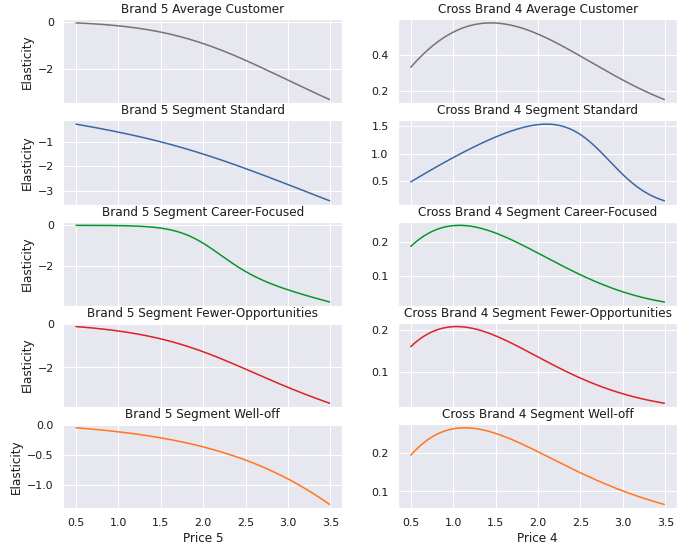 Brand 5 Average Customer
Cross Brand 4 Average Customer
Elasticity
0
−2
0.4
0.2
Brand 5 Segment Standard
Cross Brand 4 Segment Standard
Elasticity
−1
−2
−3
1.5
1.0
0.5
Brand 5 Segment Career-Focused
Cross Brand 4 Segment Career-Focused
Elasticity
0
−2
0.2
0.1
Brand 5 Segment Fewer-Opportunities
Cross Brand 4 Segment Fewer-Opportunities
Elasticity
0
−2
0.2
0.1
Brand 5 Segment Well-off
Cross Brand 4 Segment Well-off
Elasticity
0.0
−0.5
−1.0
0.2
0.1
0.5 1.0 1.5 2.0 2.5 3.0 3.5
0.5 1.0 1.5 2.0 2.5 3.0 3.5
Price 5
Price 4